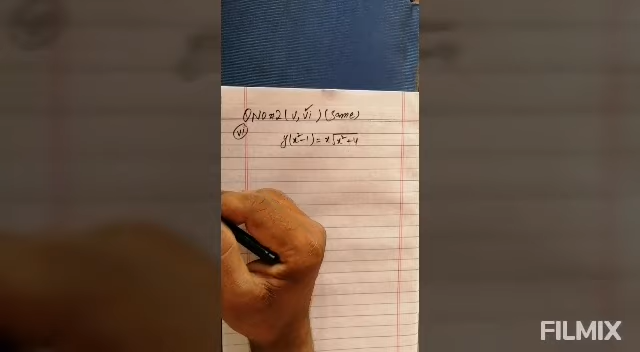 QNO#2(v,vi)(same)
(vi)
y(x²-1)=x√x²+4
FILMIX